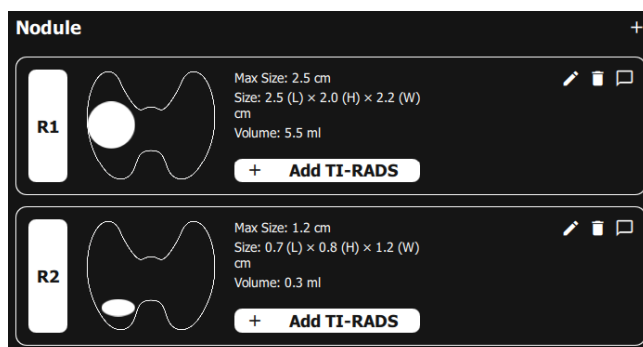 Nodule
+
R1
Max Size: 2.5 cm
Size: 2.5 (L) × 2.0 (H) × 2.2 (W)
cm
Volume: 5.5 ml
+ Add TI-RADS
R2
Max Size: 1.2 cm
Size: 0.7 (L) × 0.8 (H) × 1.2 (W)
cm
Volume: 0.3 ml
+ Add TI-RADS